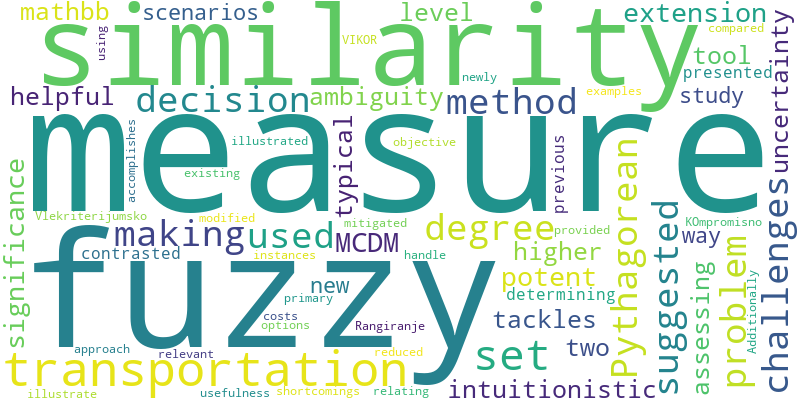 mathbb
scenarios
level
extension
similarity
using
VIKOR
newly
tool
presented
compared
uncertainty
helpful
decision
ambiguity
method
examples
study
measure
accomplishes
illustrated
typical
objective
previous
existing
significance
Vlekriterijumsko
modified
mitigated
degree
provided
Pythagorean
suggested
KOmpromisno
challenges
making
used
MCDM
higher
way
problem
contrasted
instances
handle
fuzzy
new
potent
determining
assessing
Additionally
primary
costs
options
Rangiranje
tackles
two
approach
relevant
reduced
set
transportation
illustrate
usefulness
shortcomings
relating
intuitionistic